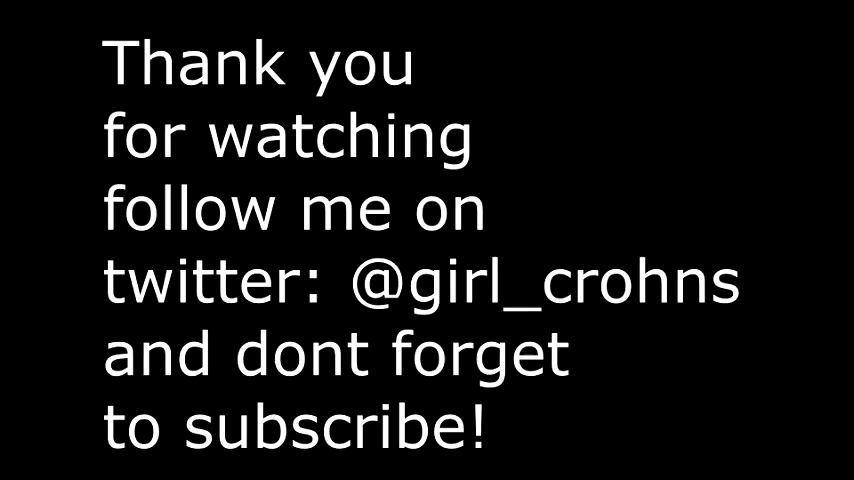 Thank you
for watching
follow me on
twitter: @girl_crohns
and dont forget
to subscribe!